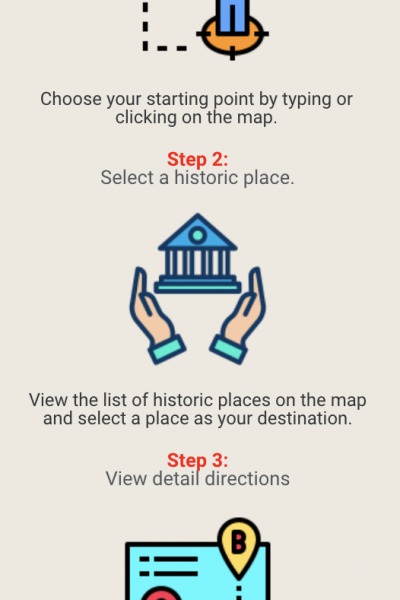 Choose your starting point by typing or
clicking on the map.
Step 2:
Select a historic place.
View the list of historic places on the map
and select a place as your destination.
Step 3:
View detail directions
B